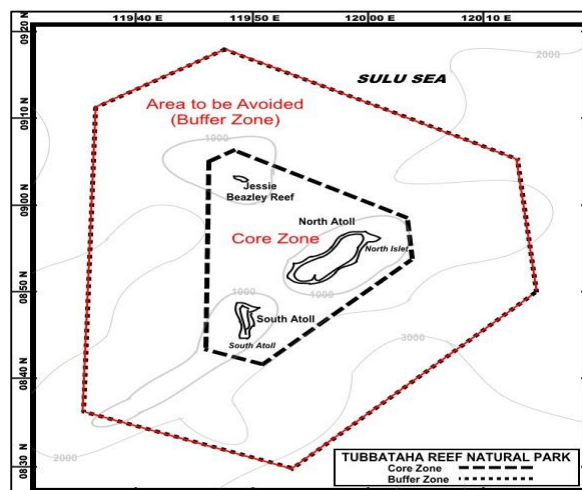 119 40 E 119 50 E 120 00 E 120 10 E
09 20 N
09 10 N
09 00 N
08 50 N
08 40 N
08 30 N
2000
SULU SEA
Area to be Avoided
(Buffer Zone)
1000
Jessie
Beazley Reef
North Atoll
Core Zone
North Islet
1000
1000
South Atoll
South Atoll
3000
2000
TUBBATAHA REEF NATURAL PARK
Core Zone
Buffer Zone